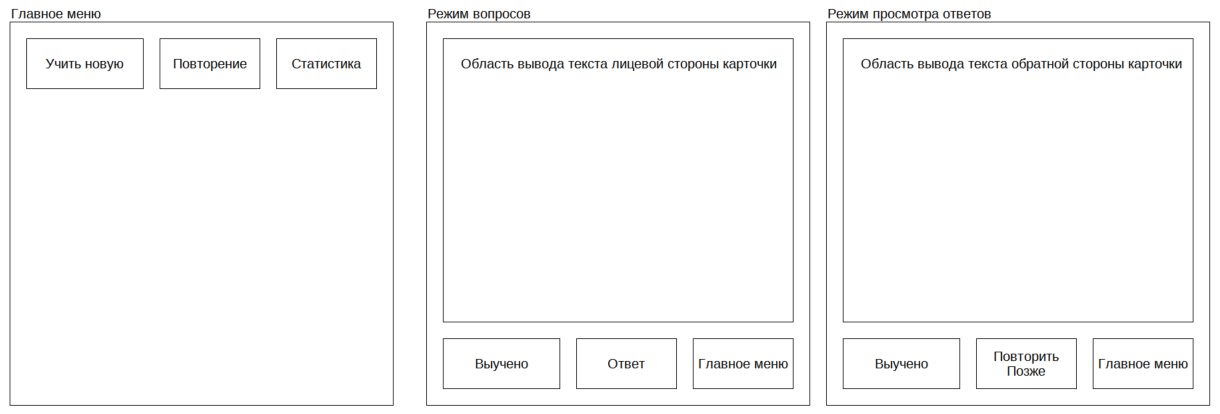 Главное меню
Учить новую
Повторение
Статистика
Режим вопросов
Область вывода текста лицевой стороны карточки
Выучено
Ответ
Главное меню
Режим просмотра ответов
Область вывода текста обратной стороны карточки
Выучено
Повторить
Позже
Главное меню